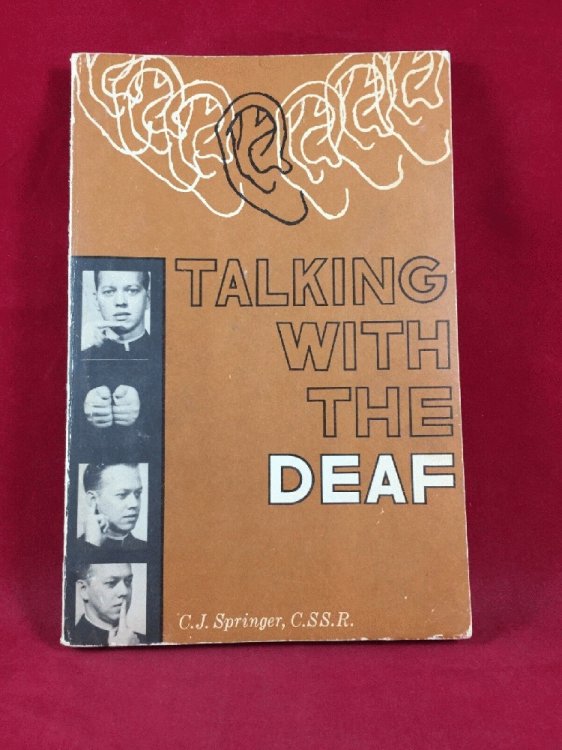 TALKING
WITH
THE
DEAF
C.J. Springer, C.SS.R.